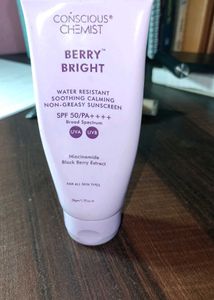 CONSCIOUS®
CHEMIST
BERRY™
BRIGHT
WATER RESISTANT
SOOTHING CALMING
NON-GREASY SUNSCREEN
SPF 50/PA++++
Broad Spectrum
UVA UVB
Niacinamide
Black Berry Extract
FOR ALL SKIN TYPES